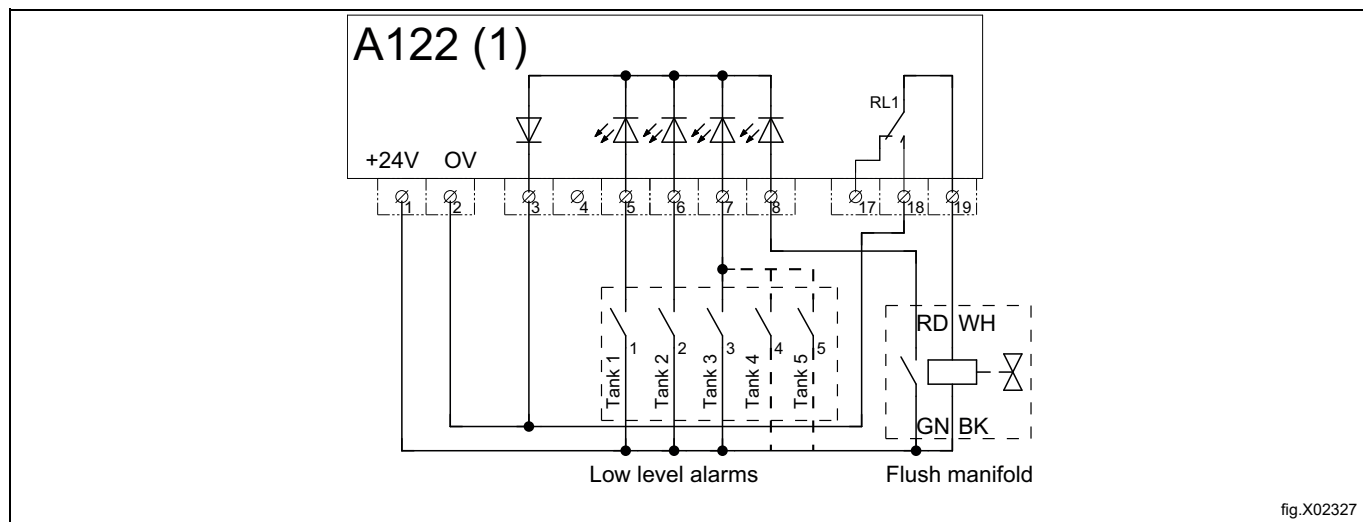 A122 (1)
RL1
+24V OV
1 2 3 4 5 6 7 8 17 18 19
RD WH
Tank 1 1 Tank 2 2 Tank 3 3 Tank 4 4 Tank 5 5
GN BK
Low level alarms Flush manifold
fig.X02327